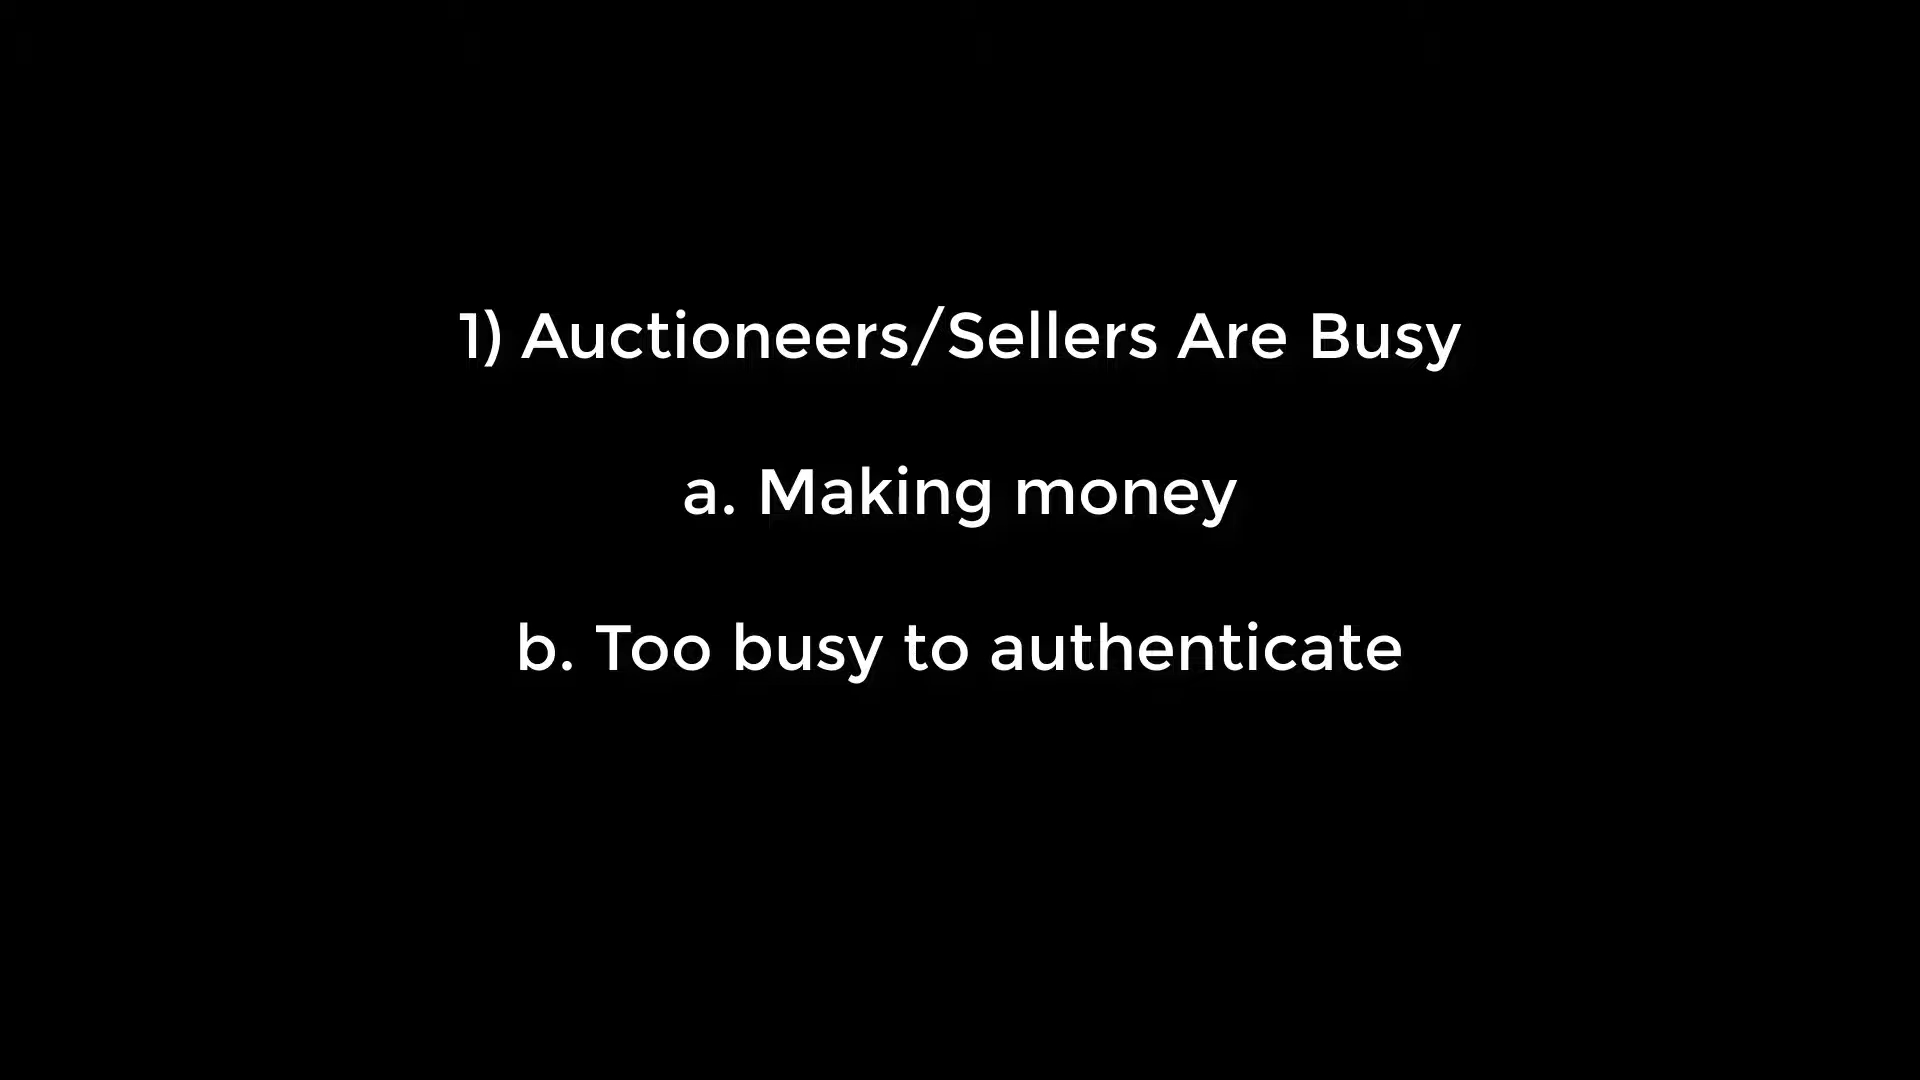 1) Auctioneers/Sellers Are Busy
a. Making money
b. Too busy to authenticate